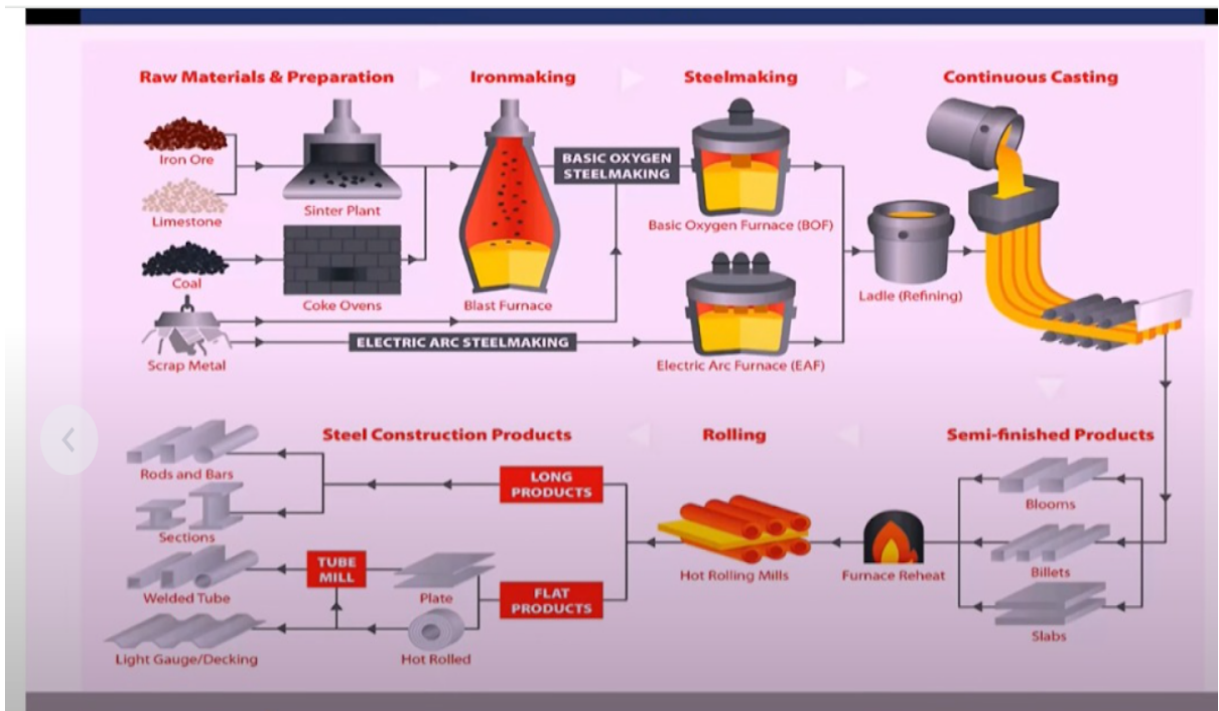 Raw Materials & Preparation
Ironmaking
Steelmaking
Continuous Casting
Iron Ore
Limestone
Coal
Scrap Metal
Sinter Plant
Coke Ovens
Blast Furnace
BASIC OXYGEN
STEELMAKING
ELECTRIC ARC STEELMAKING
Basic Oxygen Furnace (BOF)
Electric Arc Furnace (EAF)
Ladle (Refining)
Steel Construction Products
Rolling
Semi-finished Products
Rods and Bars
Sections
Welded Tube
Light Gauge/Decking
TUBE
MILL
Plate
Hot Rolled
LONG
PRODUCTS
FLAT
PRODUCTS
Hot Rolling Mills
Furnace Reheat
Blooms
Billets
Slabs